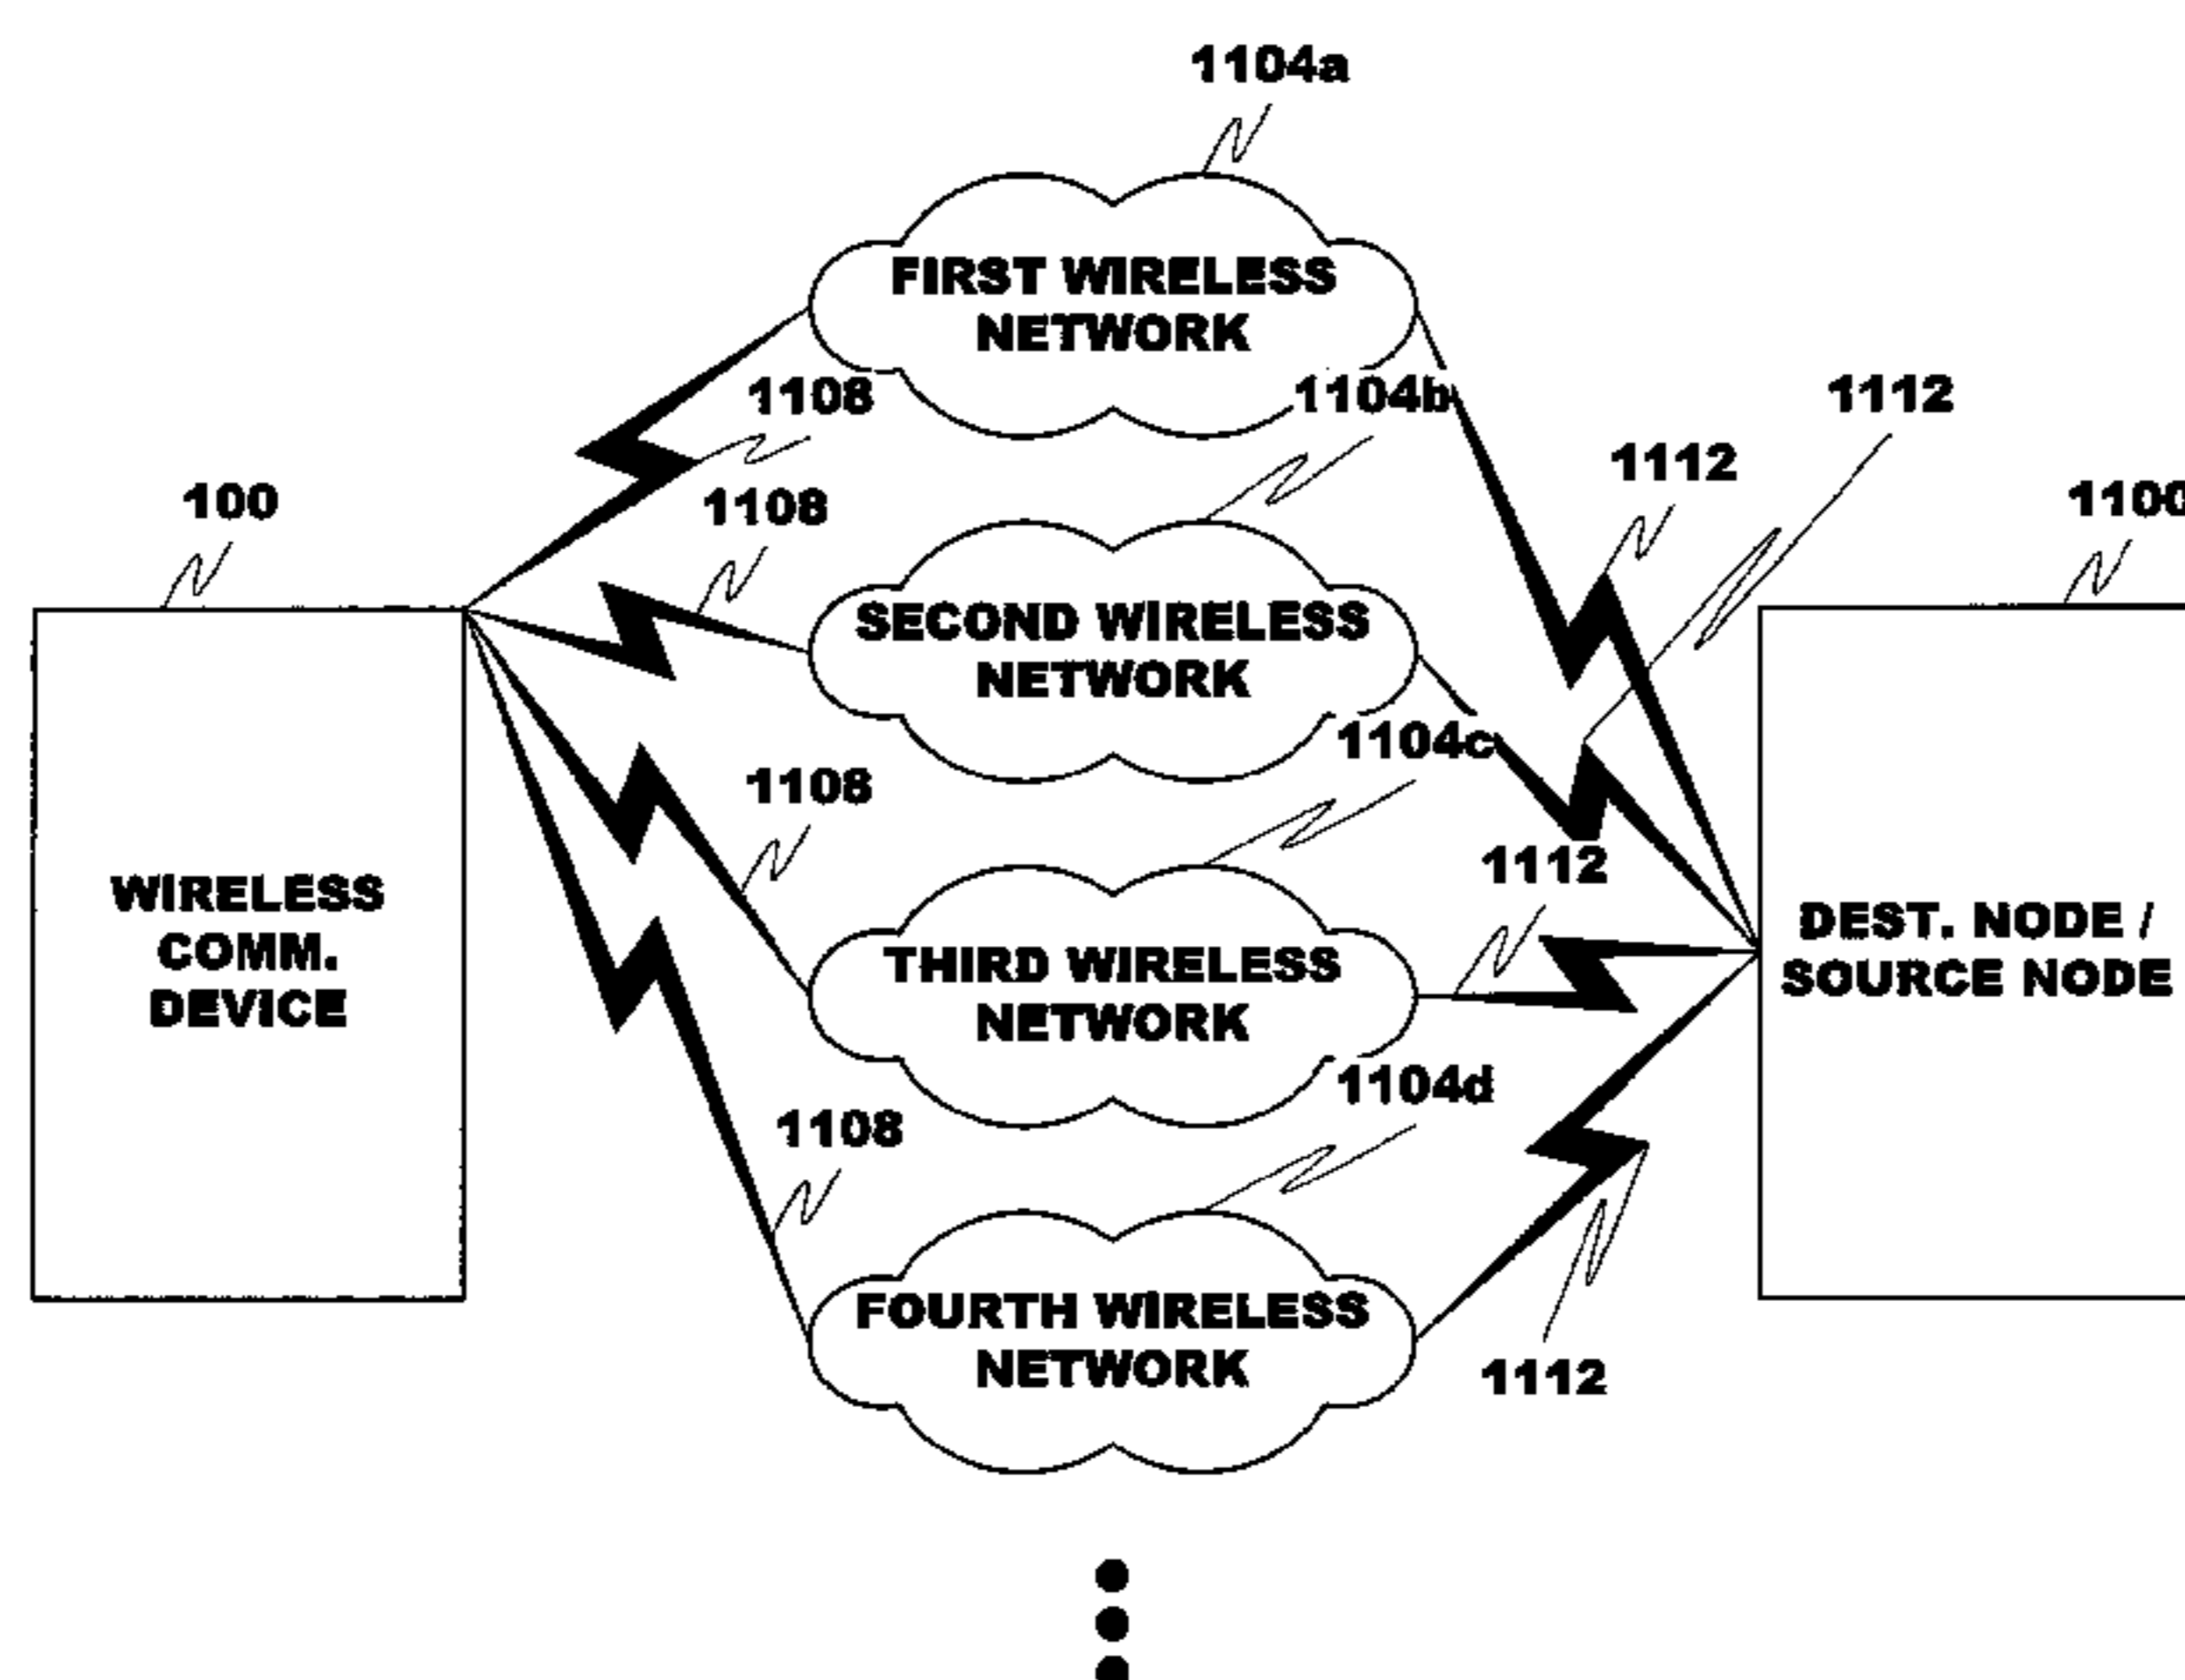 1104a
FIRST WIRELESS
NETWORK
1108
1104b
1112
1112
100
1108
1100
SECOND WIRELESS
NETWORK
1104c
1108
1112
WIRELESS
COMM.
DEVICE
DEST. NODE /
SOURCE NODE
THIRD WIRELESS
NETWORK
1104d
1108
FOURTH WIRELESS
NETWORK
1112